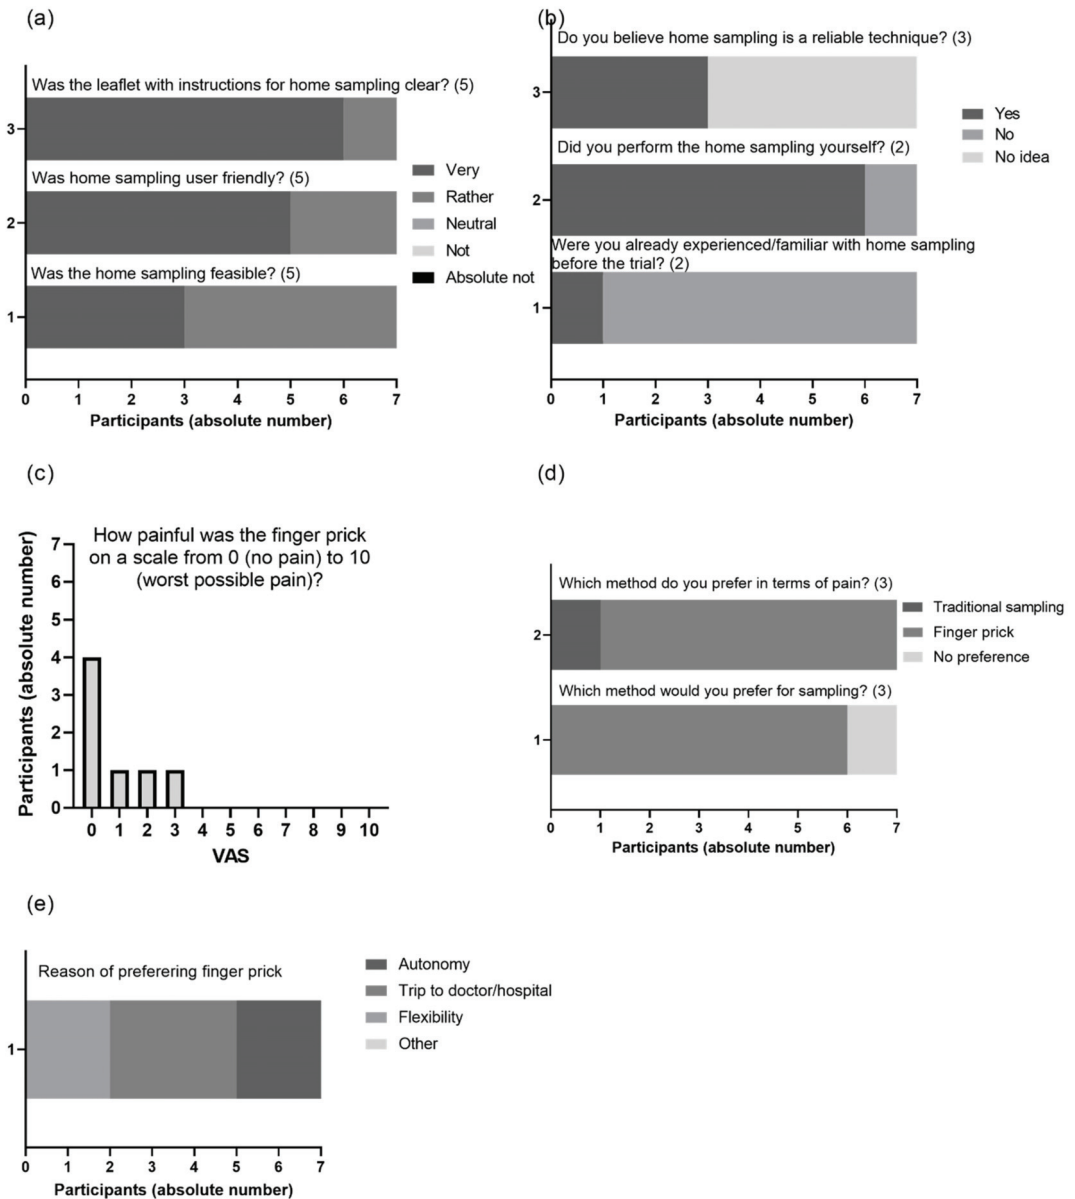 (a)
Was the leaflet with instructions for home sampling clear? (5)
3
Was home sampling user friendly? (5)
2
Was the home sampling feasible? (5)
1
0 1 2 3 4 5 6 7
Participants (absolute number)
Very
Rather
Neutral
Not
Absolute not
(b)
Do you believe home sampling is a reliable technique? (3)
3
Did you perform the home sampling yourself? (2)
2
Were you already experienced/familiar with home sampling
before the trial? (2)
1
0 1 2 3 4 5 6 7
Participants (absolute number)
Yes
No
No idea
(c)
How painful was the finger prick
on a scale from 0 (no pain) to 10
(worst possible pain)?
Participants (absolute number)
7
6
5
4
3
2
1
0
0 1 2 3 4 5 6 7 8 9 10
VAS
(d)
Which method do you prefer in terms of pain? (3)
2
Which method would you prefer for sampling? (3)
1
0 1 2 3 4 5 6 7
Participants (absolute number)
Traditional sampling
Finger prick
No preference
(e)
Reason of preferering finger prick
1
0 1 2 3 4 5 6 7
Participants (absolute number)
Autonomy
Trip to doctor/hospital
Flexibility
Other